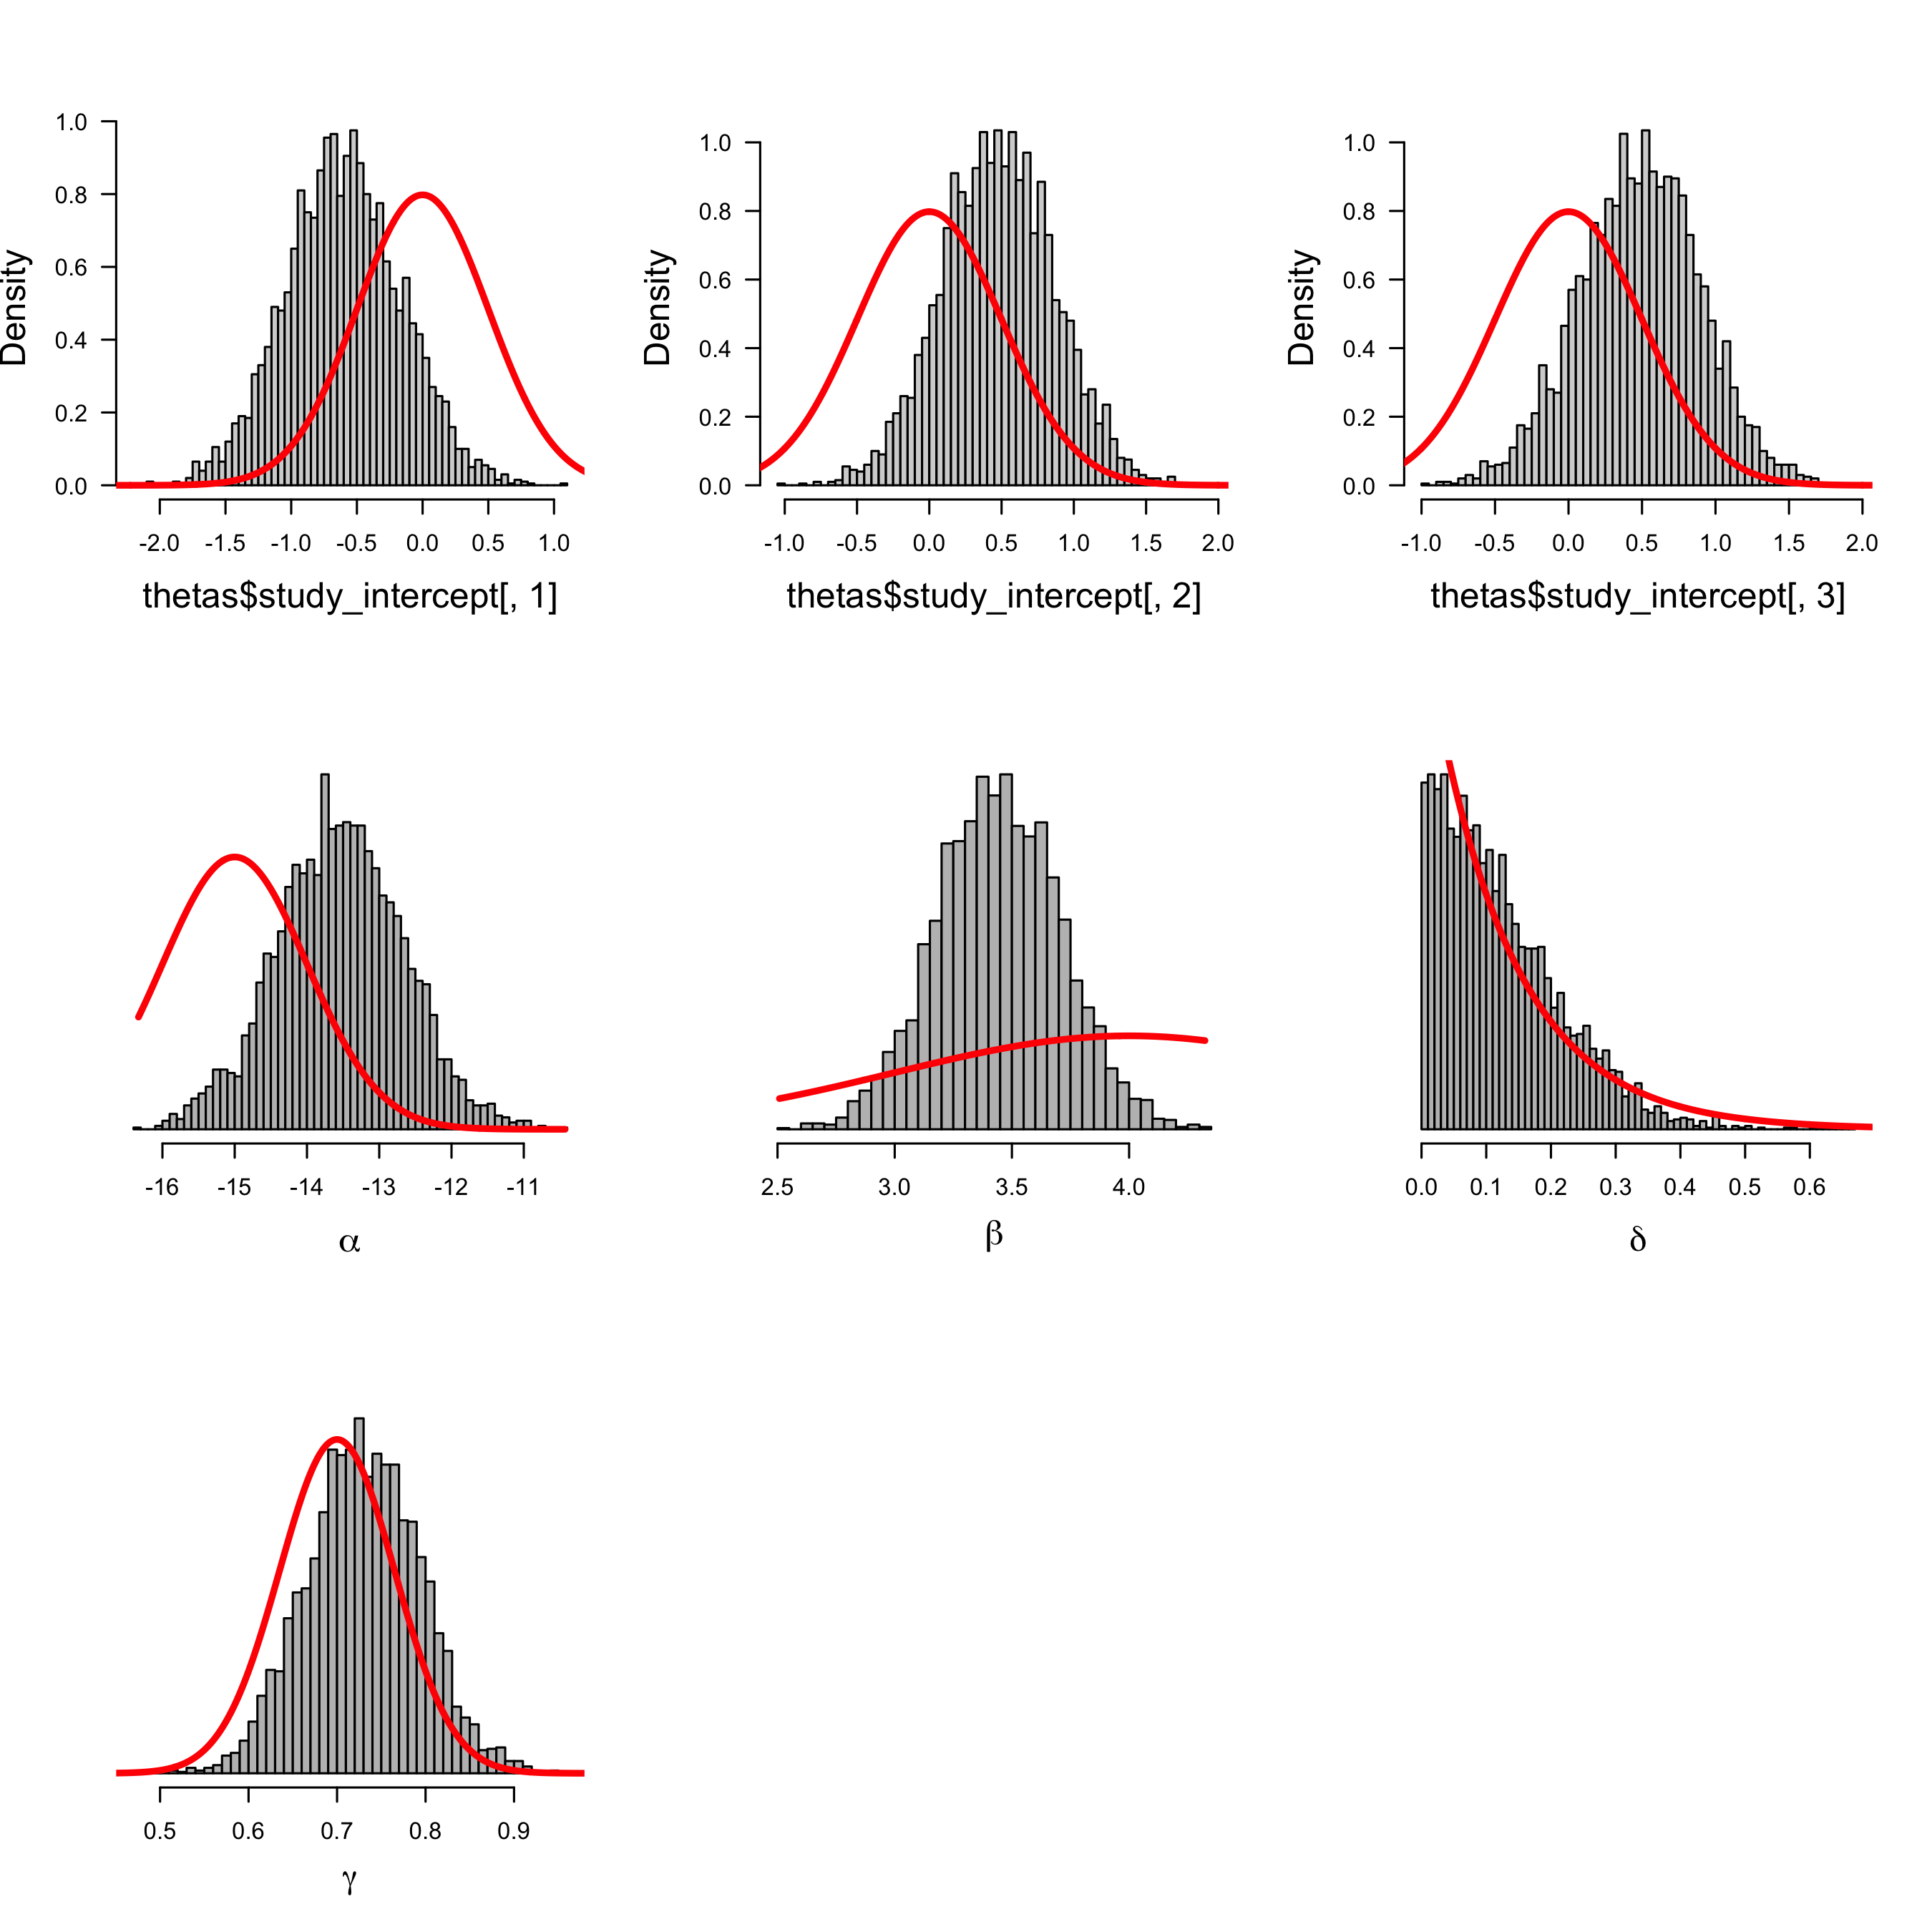 Density
1.0
0.8
0.6
0.4
0.2
0.0
-2.0 -1.5 -1.0 -0.5 0.0 0.5 1.0
thetas$study_intercept[, 1]
Density
1.0
0.8
0.6
0.4
0.2
0.0
-1.0 -0.5 0.0 0.5 1.0 1.5 2.0
thetas$study_intercept[, 2]
Density
1.0
0.8
0.6
0.4
0.2
0.0
-1.0 -0.5 0.0 0.5 1.0 1.5 2.0
thetas$study_intercept[, 3]
-16 -15 -14 -13 -12 -11
α
2.5 3.0 3.5 4.0
β
0.0 0.1 0.2 0.3 0.4 0.5 0.6
δ
0.5 0.6 0.7 0.8 0.9
γ